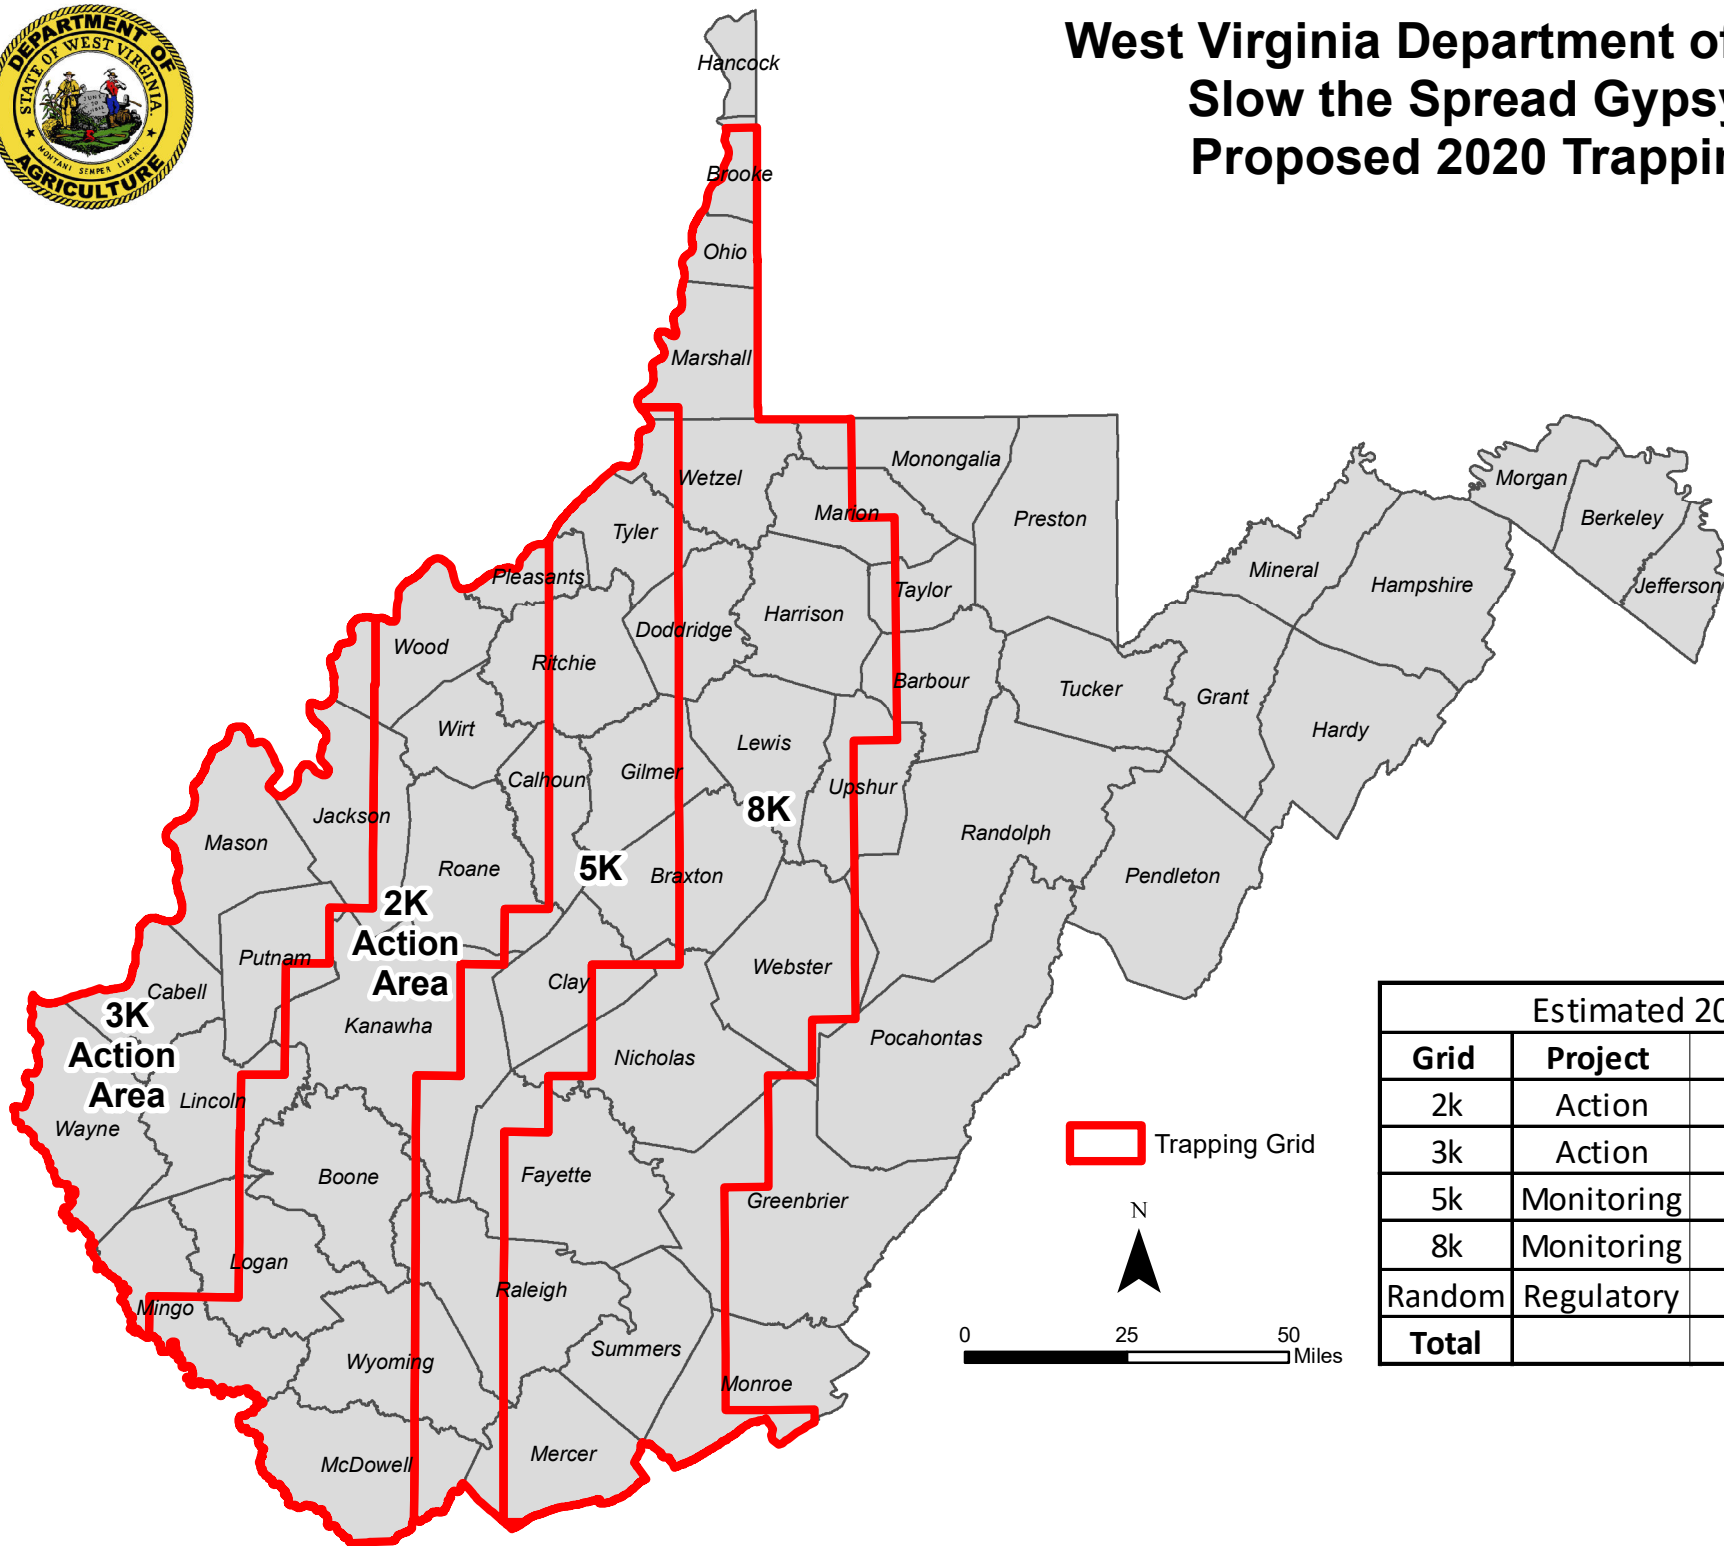 DEPARTMENT OF
STATE OF WEST VIRGINIA
JUNE
20
MONTANI SEMPER LIBERI
AGRICULTURE
West Virginia Department of
Slow the Spread Gypsy
Proposed 2020 Trappin
Hancock
Brooke
Ohio
Marshall
Wetzel
Monongalia
Marion
Preston
Tyler
Pleasants
Taylor
Harrison
Doddridge
Wood
Ritchie
Barbour
Tucker
Grant
Mineral
Hampshire
Morgan
Berkeley
Jefferson
Hardy
Wirt
Lewis
Gilmer
Calhoun
Upshur
8K
Jackson
Mason
Randolph
Roane
5K
Braxton
Pendleton
2K
Action
Area
Putnam
Clay
Webster
Cabell
3K
Action
Area
Kanawha
Nicholas
Pocahontas
Lincoln
Wayne
Boone
Fayette
Greenbrier
Logan
Raleigh
Mingo
Wyoming
Summers
Monroe
McDowell
Mercer
Trapping Grid
N
0 25 50
Miles
Estimated 20
Grid Project
2k Action
3k Action
5k Monitoring
8k Monitoring
Random Regulatory
Total